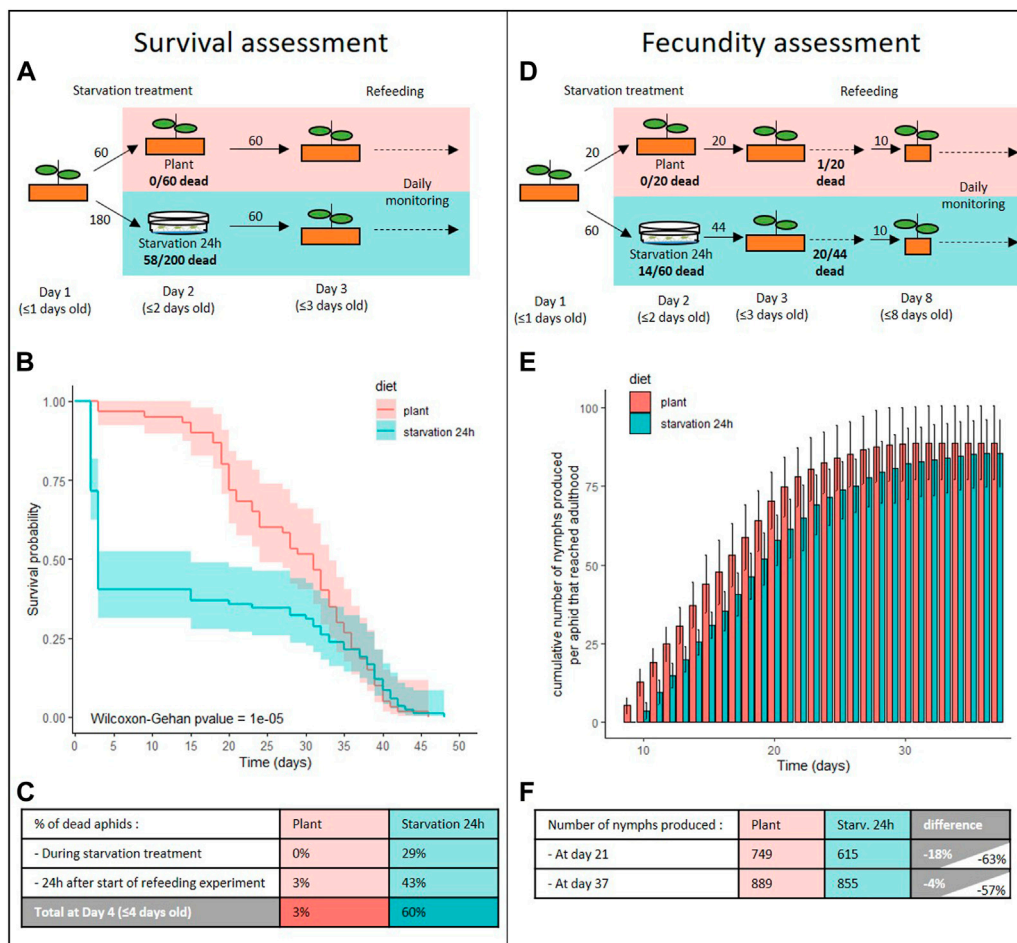 Survival assessment
A
Starvation treatment
Refeeding
60
60
Plant
0/60 dead
Daily
monitoring
180
60
Starvation 24h
58/200 dead
Day 1
(≤1 days old)
Day 2
(≤2 days old)
Day 3
(≤3 days old)
B
diet
plant
starvation 24h
1.00
0.75
0.50
0.25
0.00
Survival probability
Wilcoxon-Gehan pvalue = 1e-05
0 5 10 15 20 25 30 35 40 45 50
Time (days)
C
% of dead aphids : Plant Starvation 24h
- During starvation treatment 0% 29%
- 24h after start of refeeding experiment 3% 43%
Total at Day 4 (≤4 days old) 3% 60%
Fecundity assessment
D
Starvation treatment
Refeeding
20
20
10
Plant
0/20 dead
1/20
dead
Daily
monitoring
60
44
10
Starvation 24h
14/60 dead
20/44
dead
Day 1
(≤1 days old)
Day 2
(≤2 days old)
Day 3
(≤3 days old)
Day 8
(≤8 days old)
E
diet
plant
starvation 24h
100
75
50
25
0
cumulative number of nymphs produced
per aphid that reached adulthood
10 20 30
Time (days)
F
Number of nymphs produced : Plant Starv. 24h difference
- At day 21 749 615 -18% -63%
- At day 37 889 855 -4% -57%